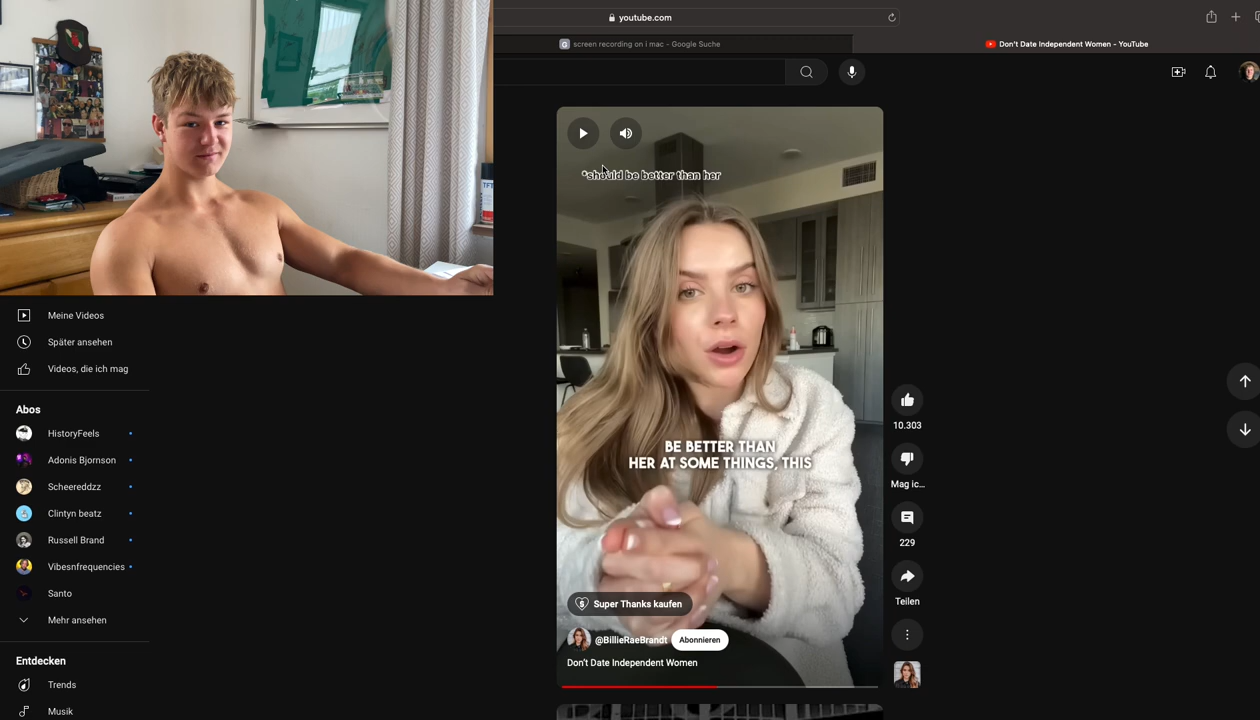 youtube.com
G screen recording on i mac - Google Suche
Don't Date Independent Women - YouTube
*should be better than her
TFT
Meine Videos
Später ansehen
Videos, die ich mag
Abos
HistoryFeels
Adonis Bjornson
Scheereddzz
Clintyn beatz
Russell Brand
Vibesnfrequencies
Santo
Mehr ansehen
Entdecken
Trends
Musik
BE BETTER THAN
HER AT SOME THINGS, THIS
Super Thanks kaufen
@BillieRaeBrandt
Abonnieren
Don't Date Independent Women
10.303
Mag ic...
229
Teilen